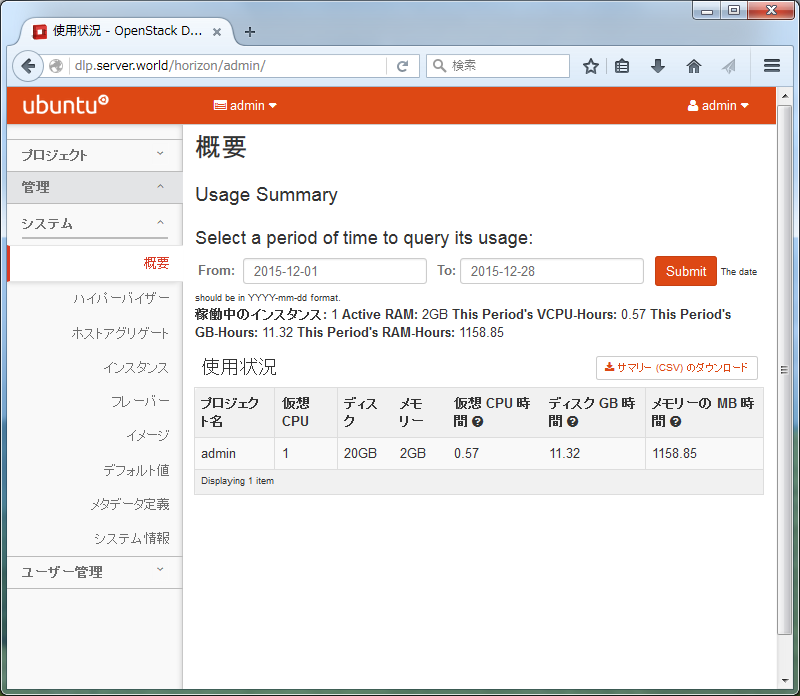 使用状況 - OpenStack D...
dlp.server.world/horizon/admin/
検索
ubuntu
admin
admin
プロジェクト
管理
システム
概要
ハイパーバイザー
ホストアグリゲート
インスタンス
フレーバー
イメージ
デフォルト値
メタデータ定義
システム情報
ユーザー管理
概要
Usage Summary
Select a period of time to query its usage:
From: 2015-12-01 To: 2015-12-28 Submit The date
should be in YYYY-mm-dd format.
稼働中のインスタンス: 1 Active RAM: 2GB This Period's VCPU-Hours: 0.57 This Period's
GB-Hours: 11.32 This Period's RAM-Hours: 1158.85
使用状況
サマリー (CSV) のダウンロード
プロジェクト名 仮想 CPU ディスク メモリー 仮想 CPU 時間 ディスク GB 時間 メモリーの MB 時間
admin 1 20GB 2GB 0.57 11.32 1158.85
Displaying 1 item